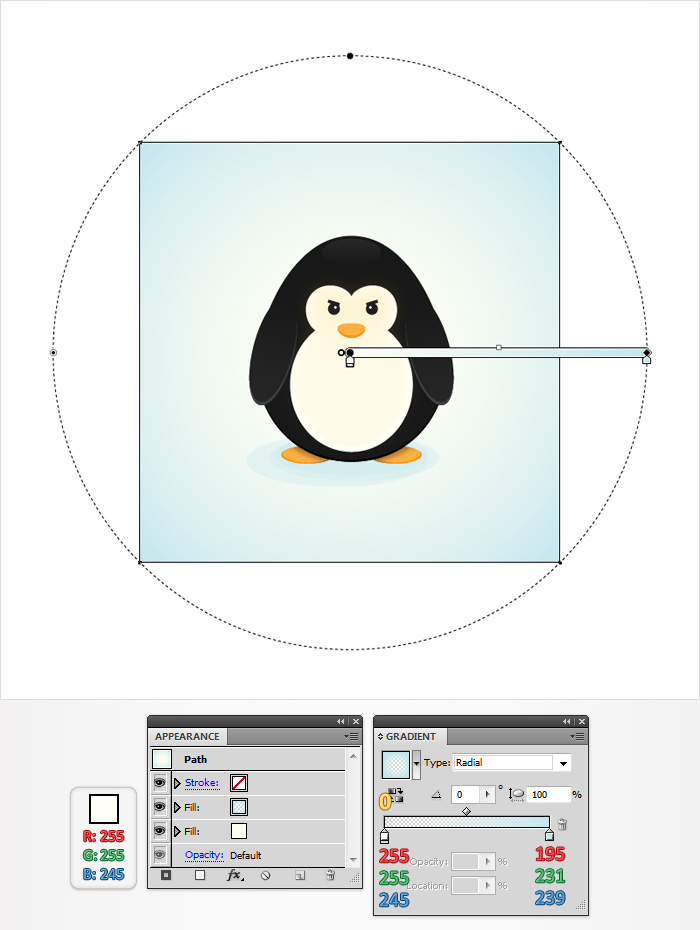 APPEARANCE
Path
Stroke:
Fill:
Fill:
Opacity: Default
fx
R: 255
G: 255
B: 245
GRADIENT
Type: Radial
0
0 °
100 %
255
255
245
Opacity: %
Location: %
195
231
239